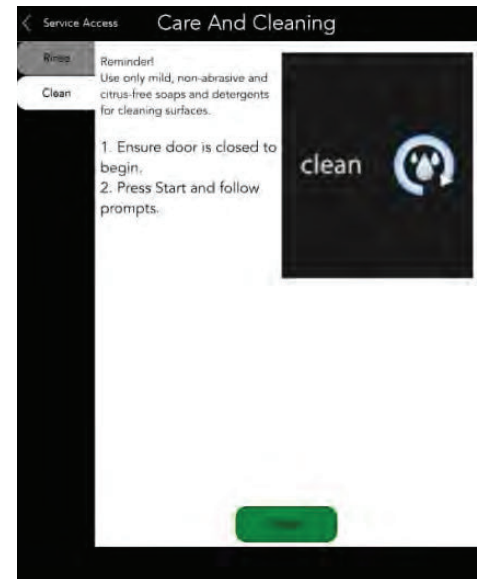 Service Access
Care And Cleaning
Rinse
Clean
Reminder!
Use only mild, non-abrasive and
citrus-free soaps and detergents
for cleaning surfaces.
1. Ensure door is closed to
begin.
2. Press Start and follow
prompts.
clean